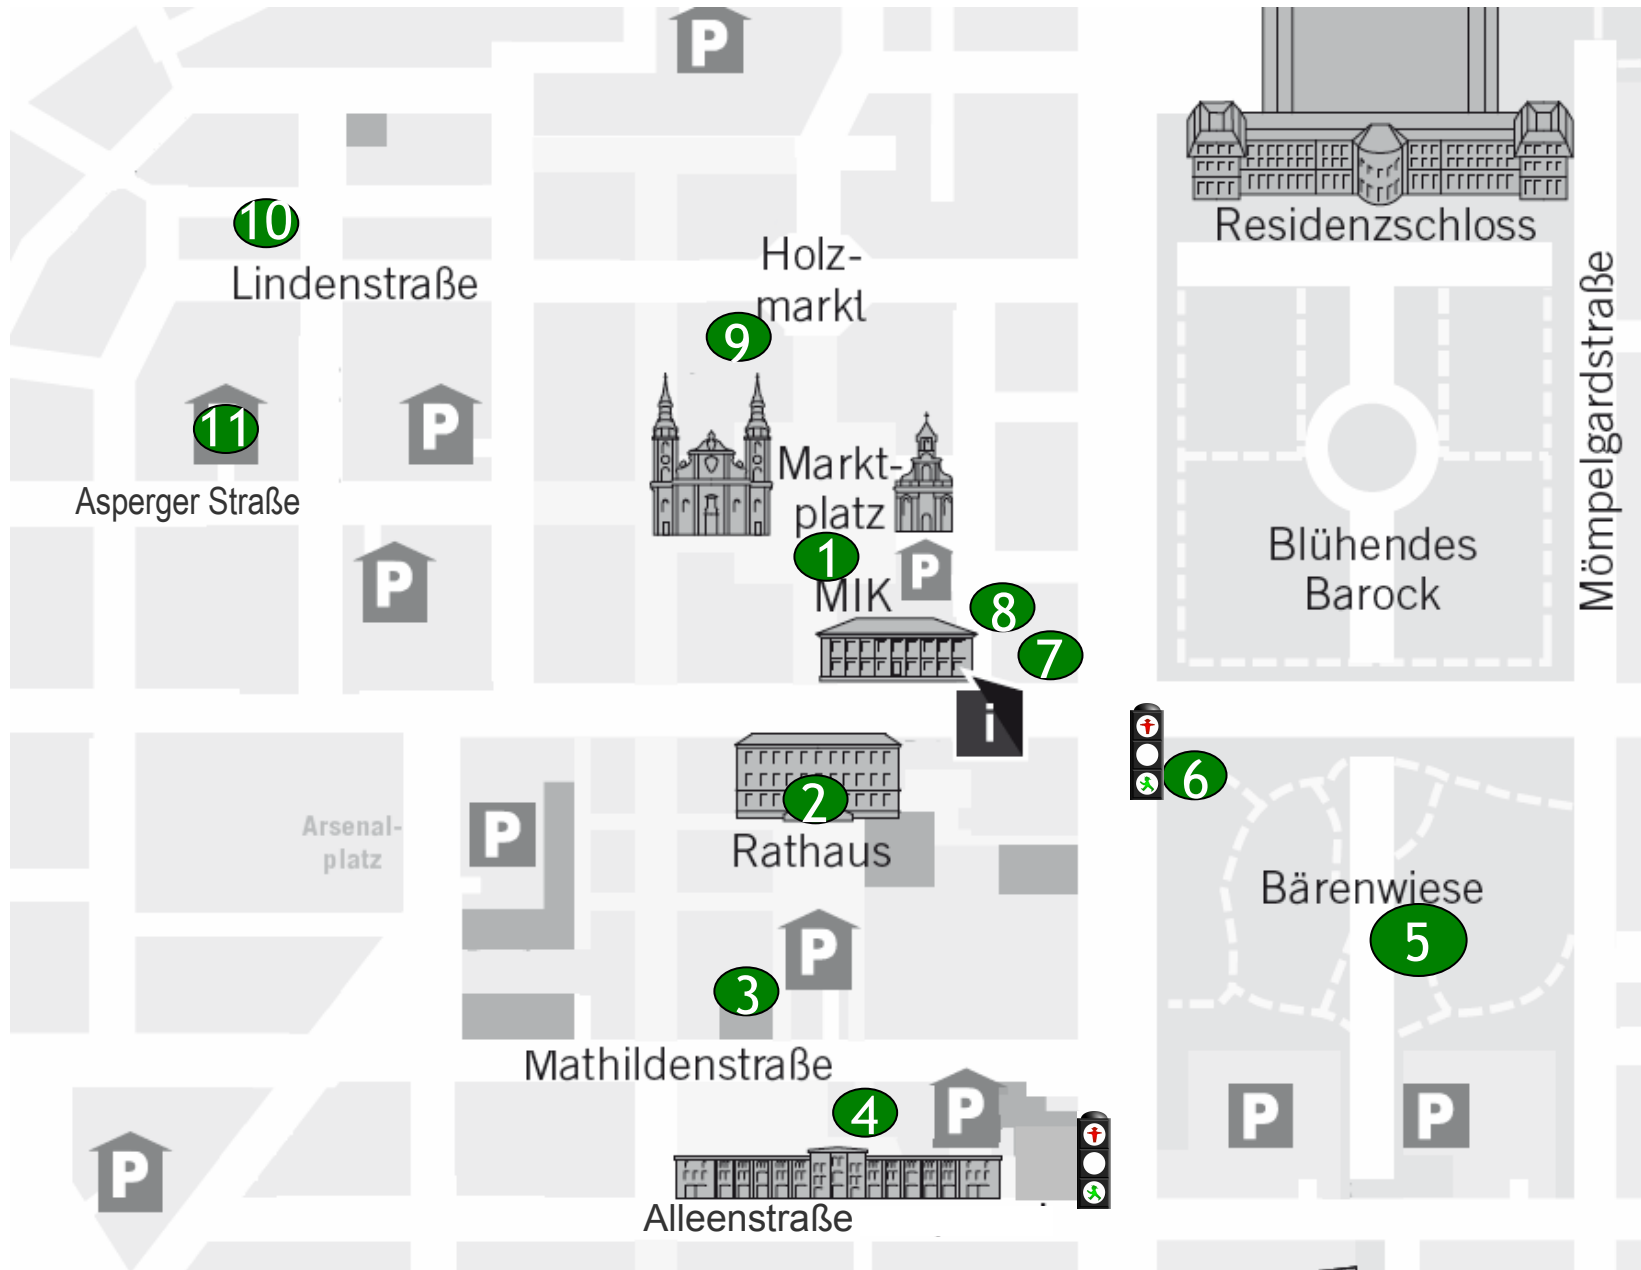 P
Residenzschloss
10
Lindenstraße
Holz-
markt
9
Mömpelgardstraße
11
P
Markt-
platz
Asperger Straße
1
P
P
MIK
8
7
Blühendes
Barock
i
6
2
Rathaus
Arsenal-
platz
P
Bärenwiese
5
P
3
Mathildenstraße
4
P
P
P
P
Alleenstraße